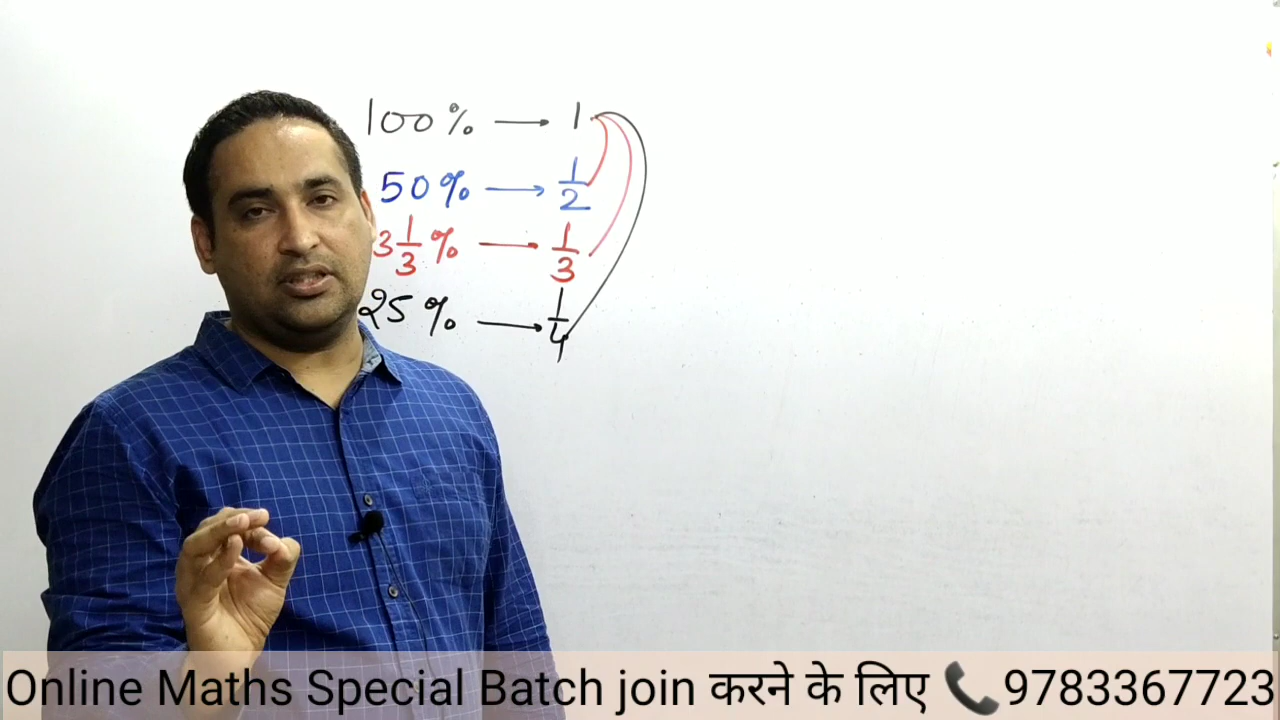 100% → 1
50% → 1/2
3 1/3% → 1/3
25% → 1/4
Online Maths Special Batch join करने के लिए 📞9783367723